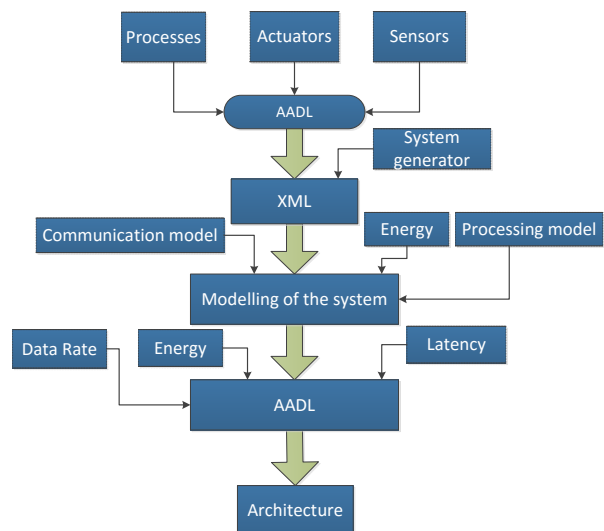 Processes
Actuators
Sensors
AADL
System
generator
XML
Communication model
Energy
Processing model
Modelling of the system
Data Rate
Energy
Latency
AADL
Architecture